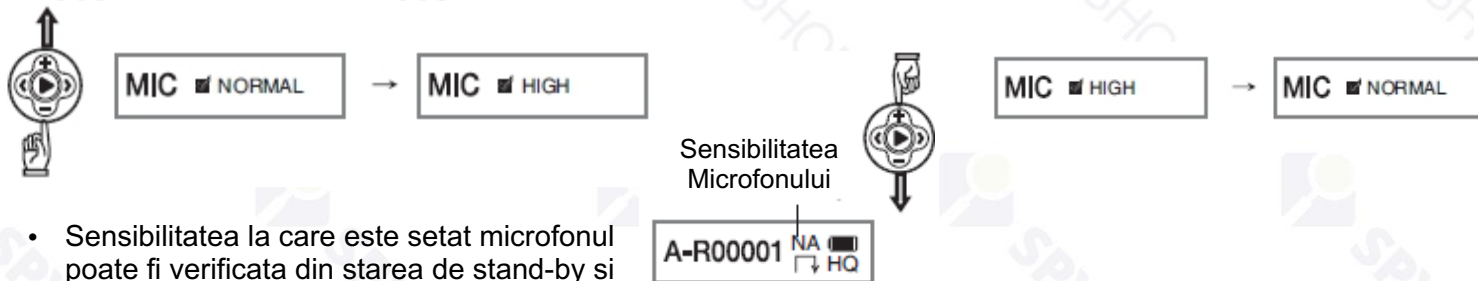 MIC NORMAL → MIC HIGH
MIC HIGH → MIC NORMAL
Sensibilitatea
Microfonului
• Sensibilitatea la care este setat microfonul
poate fi verificata din starea de stand-by si
A-R00001 NA
HQ